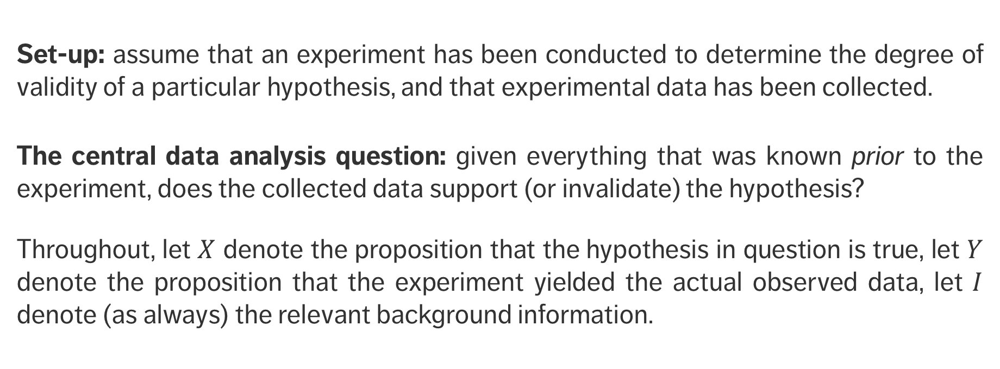 Set-up: assume that an experiment has been conducted to determine the degree of
validity of a particular hypothesis, and that experimental data has been collected.
The central data analysis question: given everything that was known prior to the
experiment, does the collected data support (or invalidate) the hypothesis?
Throughout, let X denote the proposition that the hypothesis in question is true, let Y
denote the proposition that the experiment yielded the actual observed data, let I
denote (as always) the relevant background information.